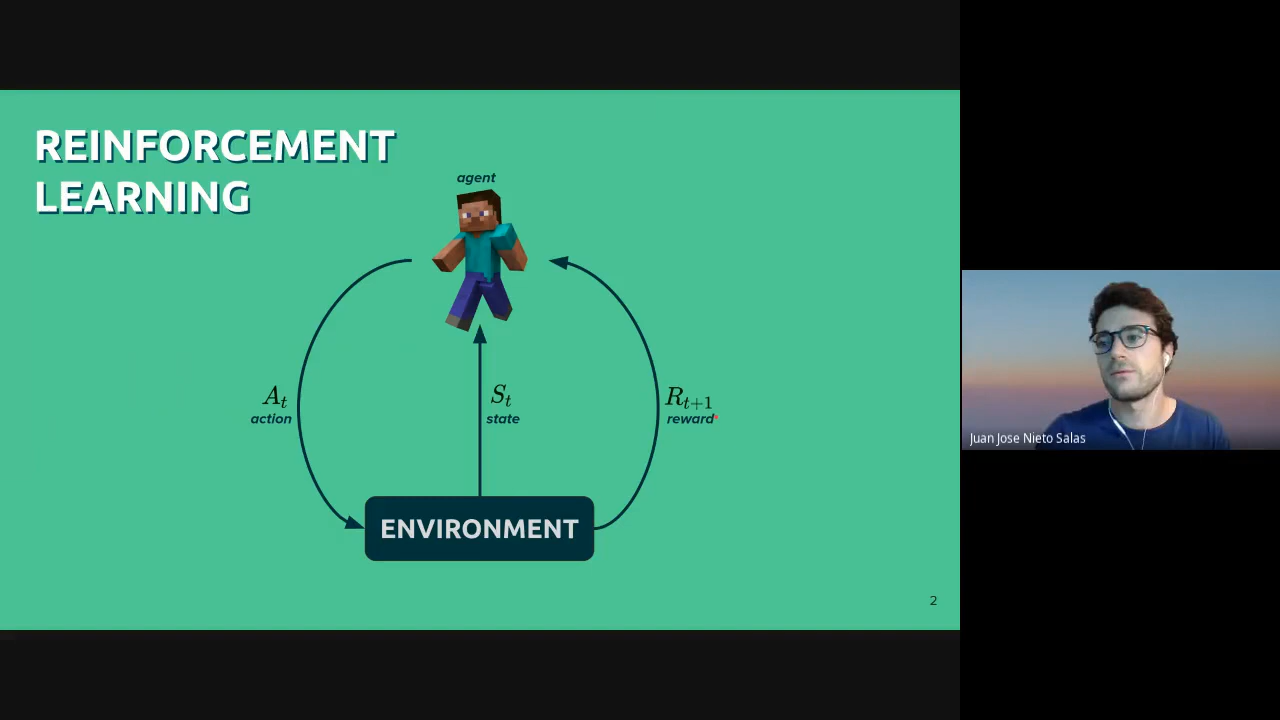 REINFORCEMENT
LEARNING
agent
A_t
action
S_t
state
R_{t+1}
reward
ENVIRONMENT
2
Juan Jose Nieto Salas